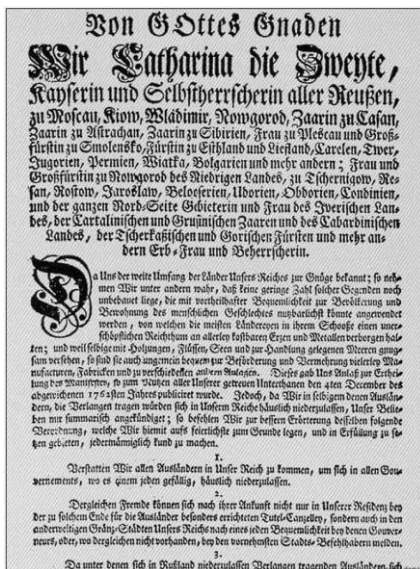 Von GOttes Gnaden
Wir Catharina die Zweyte,
Kayserin und Selbstherrscherin aller Reußen,
zu Moscau, Kiow, Wladimir, Nowgorod, Zaarin zu Casan,
Zaarin zu Astrachan, Zaarin zu Sibirien, Frau zu Plescau und Groß-
fürstin zu Smolensko, Fürstin zu Esthland und Liefland, Carelen, Twer,
Jugorien, Permien, Wiatka, Bolgarien und mehr andern; Frau und
Großfürstin zu Nowgorod des Niedrigen Landes, zu Tschernigow, Re-
san, Rostow, Jaroslaw, Beloserien, Udorien, Obdorien, Condinien,
und der ganzen Nord-Seite Gebieterin und Frau des Jwerischen Lan-
des, der Cartalinischen und Grusinischen Zaaren und des Cabardinischen
Landes, der Tscherkaßischen und Gorischen Fürsten und mehr an-
dern Erb-Frau und Beherrscherin.
Da Uns der weite Umfang der Länder Unsers Reiches zur Gnüge bekannt; so neh-
men Wir unter andern wahr, daß keine geringe Zahl solcher Gegenden noch
unbebauet liege, die mit vortheilhafter Bequemlichkeit zur Bevölkerung und
Bewohnung des menschlichen Geschlechtes nutzbarlichst könnte angewendet
werden, von welchen die meisten Ländereyen in ihrem Schooße einen uner-
schöpflichen Reichthum an allerley kostbaren Erzen und Metallen verborgen hal-
ten; und weil selbige mit Holzungen, Flüssen, Seen und zur Handlung gelegenen Meeren gnug-
sam versehen, so sind sie auch ungemein bequem zur Beförderung und Vermehrung vielerley Ma-
nufacturen, Fabricken und zu verschiedenen andern Anlagen. Dieses gab Uns Anlaß zur Erthei-
lung des Manifestes, so zum Nutzen aller Unserer getreuen Unterthanen den 4ten December des
abgewichenen 1762sten Jahres publiciret wurde. Jedoch, da Wir in selbigem denen Auslän-
dern, die Verlangen tragen würden sich in Unserm Reich häuslich niederzulassen, Unser Belie-
ben nur summarisch angekündiget; so befehlen Wir zur bessern Erörterung desselben folgende
Verordnung, welche Wir hiemit aufs feierlichste zum Grunde legen, und in Erfüllung zu se-
tzen gebieten, jedermänniglich kund zu machen.
1.
Verstatten Wir allen Ausländern in Unser Reich zu kommen, um sich in allen Gou-
vernements, wo es einem jeden gefällig, häuslich niederzulassen.
2.
Dergleichen Fremde können sich nach ihrer Ankunft nicht nur in Unserer Residenz bey
der zu solchem Ende für die Ausländer besonders errichteten Tutel-Canzelley, sondern auch in den
anderweitigen Gränz-Städten Unsers Reichs nach eines jeden Bequemlichkeit bey denen Gouver-
neurs, oder, wo dergleichen nicht vorhanden, bey den vornehmsten Stadts-Befehlhabern melden.
3.
Da unter denen sich in Rußland niederzulassen Verlangen tragenden Ausländern sich